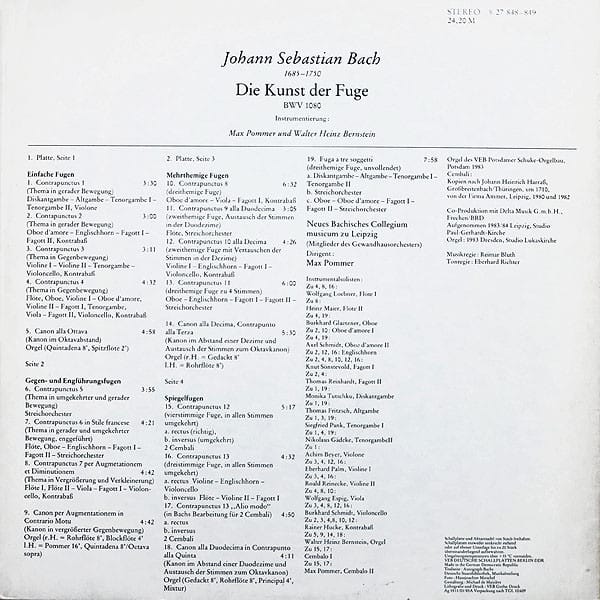 STEREO 8 27 848-849
24,20 M
Johann Sebastian Bach
1685–1750
Die Kunst der Fuge
BWV 1080
Instrumentierung:
Max Pommer und Walter Heinz Bernstein
1. Platte, Seite 1
Einfache Fugen
1. Contrapunctus 1 3:30
(Thema in gerader Bewegung)
Diskantgambe – Altgambe – Tenorgambe I –
Tenorgambe II, Violone
2. Contapunctus 2 3:00
(Thema in gerader Bewegung)
Oboe d'amore – Englischhorn – Fagott I –
Fagott II, Kontrabaß
3. Contrapunctus 3 3:11
(Thema in Gegenbewegung)
Violine I – Violine II – Tenorgambe –
Violoncello, Kontrabaß
4. Contrapunctus 4 4:32
(Thema in Gegenbewegung)
Flöte, Oboe, Violine I – Oboe d'amore,
Violine II – Fagott I, Tenorgambe,
Viola – Fagott II, Violoncello, Kontrabaß
5. Canon alla Ottava 4:58
(Kanon im Oktavabstand)
Orgel (Quintadena 8', Spitzflöte 2')
Seite 2
Gegen- und Engführungsfugen
6. Contrapunctus 5 3:55
(Thema in umgekehrter und gerader
Bewegung)
Streichorchester
7. Contrapunctus 6 in Stile francese 4:21
(Thema in gerader und umgekehrter
Bewegung, enggeführt)
Flöte, Oboe – Englischhorn – Fagott I –
Fagott II – Streichorchester
8. Contrapunctus 7 per Augmetationem
et Diminutionem 4:42
(Thema in Vergrößerung und Verkleinerung)
Flöte I, Flöte II – Viola – Fagott I – Violon-
cello, Kontrabaß
9. Canon per Augmentationem in
Contrario Motu 4:42
(Kanon in vergrößerter Gegenbewegung)
Orgel (r.H. = Rohrflöte 8', Blockflöte 4'
l.H. = Pommer 16', Quintadena 8'/Octava
sopra)
2. Platte, Seite 3
Mehrthemige Fugen
10. Contrapunctus 8 6:32
(dreithemige Fuge)
Oboe d'amore – Viola – Fagott I, Kontrabaß
11. Contrapunctus 9 alla Duodecima 3:05
(zweithemige Fuge, Austausch der Stimmen
in der Duodezime)
Flöte, Streichorchester
12. Contrapunctus 10 alla Decima 4:26
(zweithemige Fuge mit Vertauschen der
Stimmen in der Dezime)
Violine I – Englischhorn – Fagott I –
Violoncello, Kontrabaß
13. Contrapunctus 11 6:00
(dreithemige Fuge zu 4 Stimmen)
Oboe – Englischhorn – Fagott I – Fagott II –
Streichorchester
14. Canon alla Decima, Contrapunto
alla Terza 5:30
(Kanon im Abstand einer Dezime und
Austausch der Stimmen zum Oktavkanon)
Orgel (r.H = Gedackt 8'
l.H. = Rohrflöte 8')
Seite 4
Spiegelfugen
15. Contrapunctus 12 5:17
(vierstimmige Fuge, in allen Stimmen
umgekehrt)
a. rectus (richtig),
b. inversus (umgekehrt)
2 Cembali
16. Contrapunctus 13 4:32
(dreistimmige Fuge, in allen Stimmen
umgekehrt)
a. rectus Violine – Englischhorn –
Violoncello
b. inversus Flöte – Violine II – Fagott I
17. Contrapunctus 13 „Alio modo"
(in Bachs Bearbeitung für 2 Cembali) 4:50
a. rectus
b. inversus
2 Cembali
18. Canon alla Duodecima in Contrapunto
alla Quinta 4:51
(Kanon im Abstand einer Duodezime und
Austausch der Stimmen zum Oktavkanon)
Orgel (Gedackt 8', Rohrflöte 8', Principal 4',
Mixtur)
19. Fuga a tre soggetti 7:58
(dreithemige Fuge, unvollendet)
a. Diskantgambe – Altgambe – Tenorgambe I –
Tenorgambe II
b. Streichorchester
c. Oboe – Oboe d'amore – Fagott I –
Fagott II – Streichorchester
Neues Bachisches Collegium
musicum zu Leipzig
(Mitglieder des Gewandhausorchesters)
Dirigent:
Max Pommer
Instrumentalsolisten:
Zu 4, 8, 16:
Wolfgang Loebner, Flöte I
Zu 8:
Heinz Maier, Flöte II
Zu 4, 19:
Burkhard Glaetzner, Oboe
Zu 2, 10: Oboe d'amore I
Zu 4, 19:
Axel Schmidt, Oboe d'amore II
Zu 2, 12, 16: Englischhorn
Zu 2, 4, 8, 10, 12, 16:
Knut Sönstevold, Fagott I
Zu 2, 4:
Thomas Reinhardt, Fagott II
Zu 1, 19:
Monika Tutschku, Diskantgambe
Zu 1, 19:
Thomas Fritzsch, Altgambe
Zu 1, 3, 19:
Siegfried Pank, Tenorgambe I
Zu 1, 4, 19:
Nikolaus Gädeke, Tenorgambe II
Zu 1:
Achim Beyer, Violone
Zu 3, 4, 12, 16:
Eberhard Palm, Violine I
Zu 3, 4, 16:
Roald Reinecke, Violine II
Zu 4, 8, 10:
Wolfgang Espig, Viola
Zu 3, 4, 8, 12, 16:
Burkhard Schmidt, Violoncello
Zu 2, 3, 4,8, 10, 12:
Rainer Hucke, Kontrabaß
Zu 5, 9, 14, 18:
Walter Heinz Bernstein, Orgel
Zu 15, 17:
Cembalo I
Zu 15, 17:
Max Pommer, Cembalo II
Orgel des VEB Potsdamer Schuke-Orgelbau,
Potsdam 1983
Cembali:
Kopien nach Johann Heinrich Harraß,
Großbreitenbach/Thüringen, um 1710,
von der Firma Ammer, Leipzig, 1980 und 1982
Co-Produktion mit Delta Musik G.m.b.H.,
Frechen/BRD
Aufgenommen 1983/84 Leipzig, Studio
Paul-Gerhardt-Kirche
Orgel: 1983 Dresden, Studio Lukaskirche
Musikregie: Reimar Bluth
Tonregie: Eberhard Richter
VEB DEUTSCHE SCHALLPLATTEN BERLIN DDR
Made in the German Democratic Republic